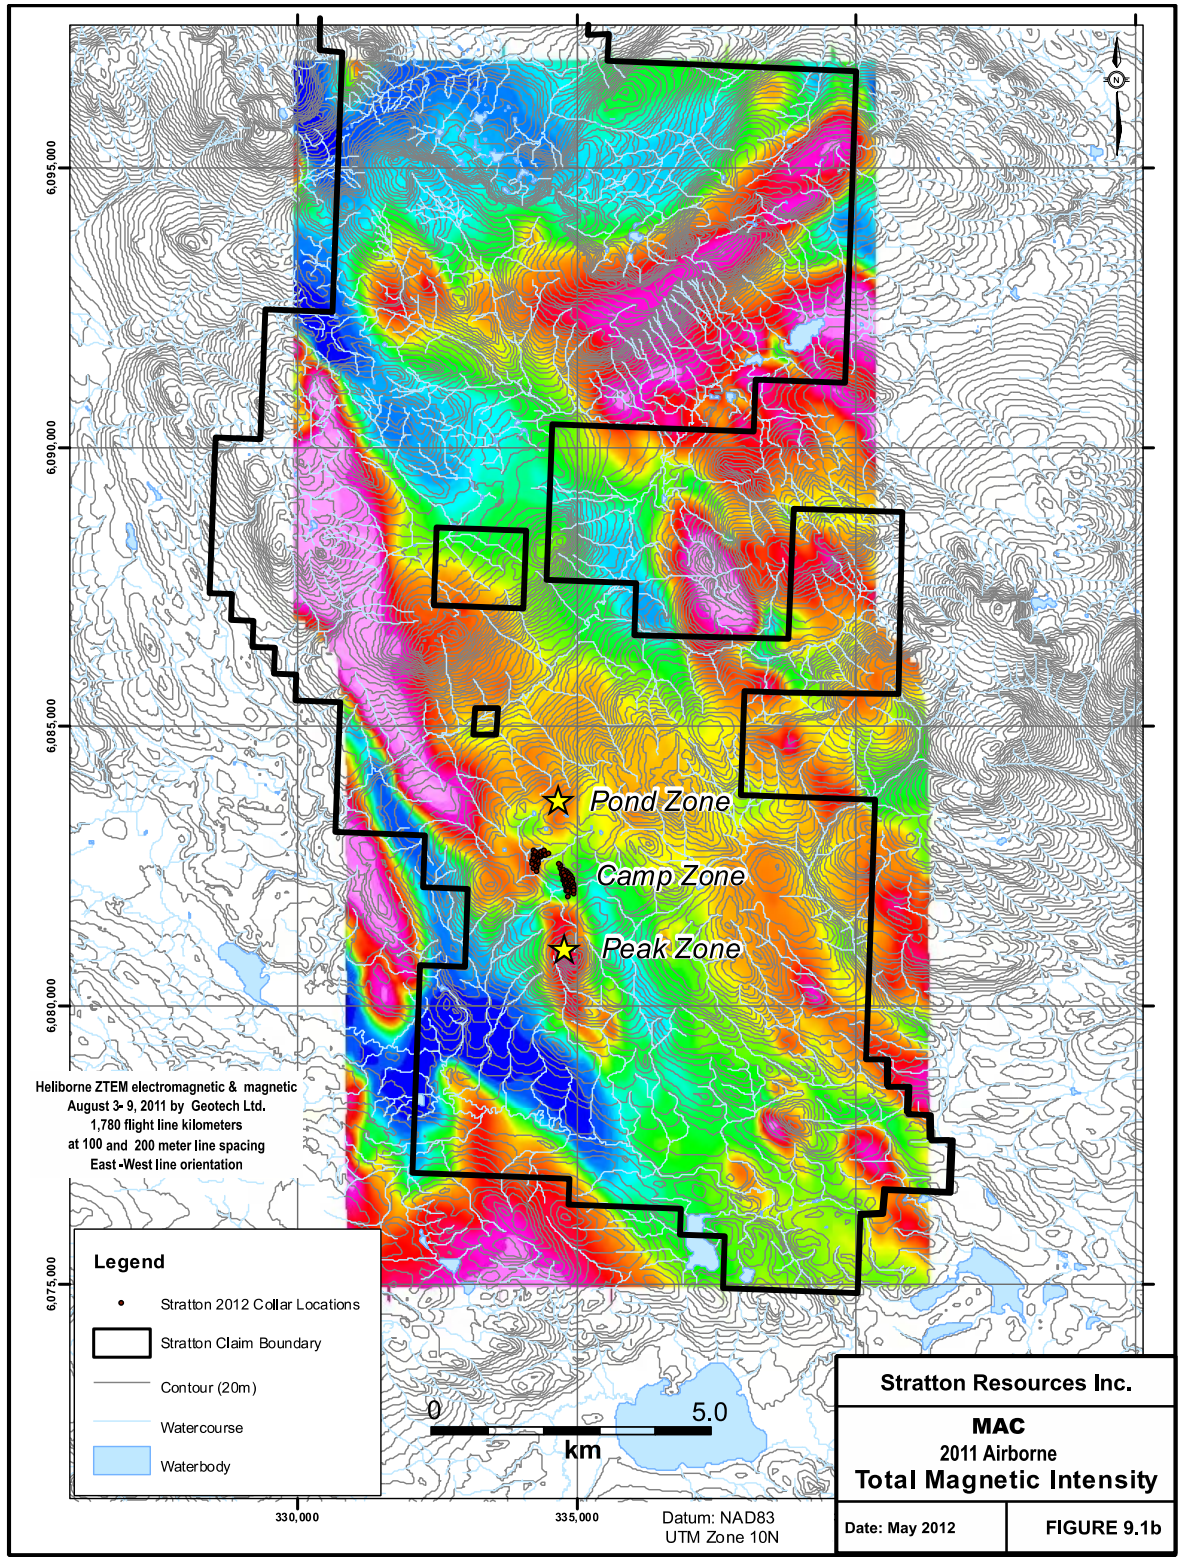 N
6,095,000
6,090,000
6,085,000
Pond Zone
Camp Zone
Peak Zone
6,080,000
Heliborne ZTEM electromagnetic & magnetic
August 3- 9, 2011 by Geotech Ltd.
1,780 flight line kilometers
at 100 and 200 meter line spacing
East -West line orientation
6,075,000
Legend
Stratton 2012 Collar Locations
Stratton Claim Boundary
Contour (20m)
Watercourse
Waterbody
0 5.0
km
330,000 335,000
Datum: NAD83
UTM Zone 10N
Stratton Resources Inc.
MAC
2011 Airborne
Total Magnetic Intensity
Date: May 2012
FIGURE 9.1b